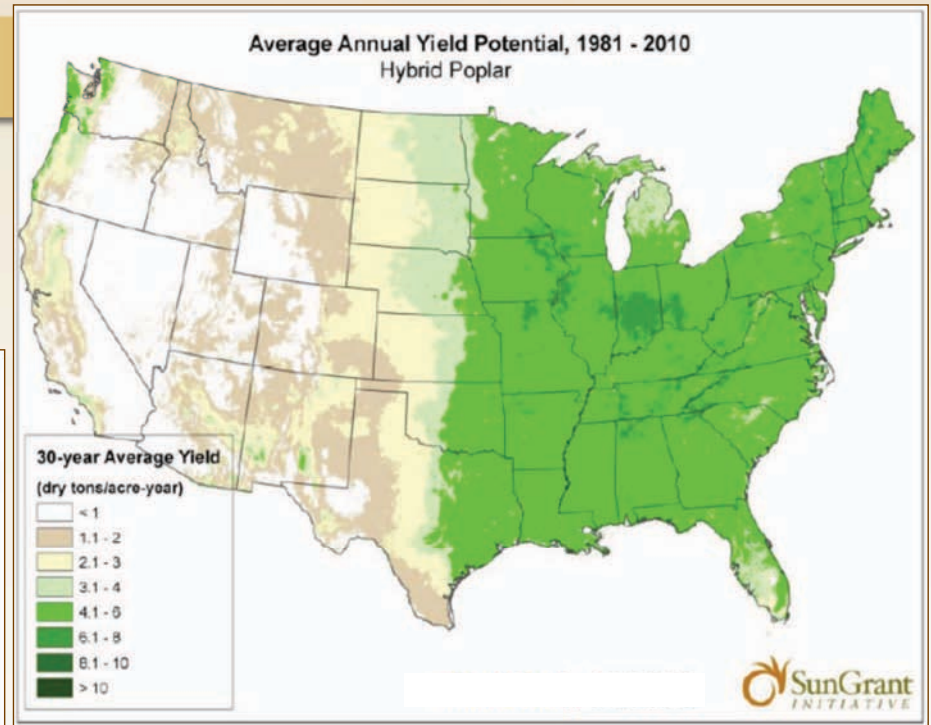 Average Annual Yield Potential, 1981 - 2010
Hybrid Poplar
30-year Average Yield
(dry tons/acre-year)
< 1
1.1 - 2
2.1 - 3
3.1 - 4
4.1 - 6
6.1 - 8
8.1 - 10
> 10
SunGrant
INITIATIVE